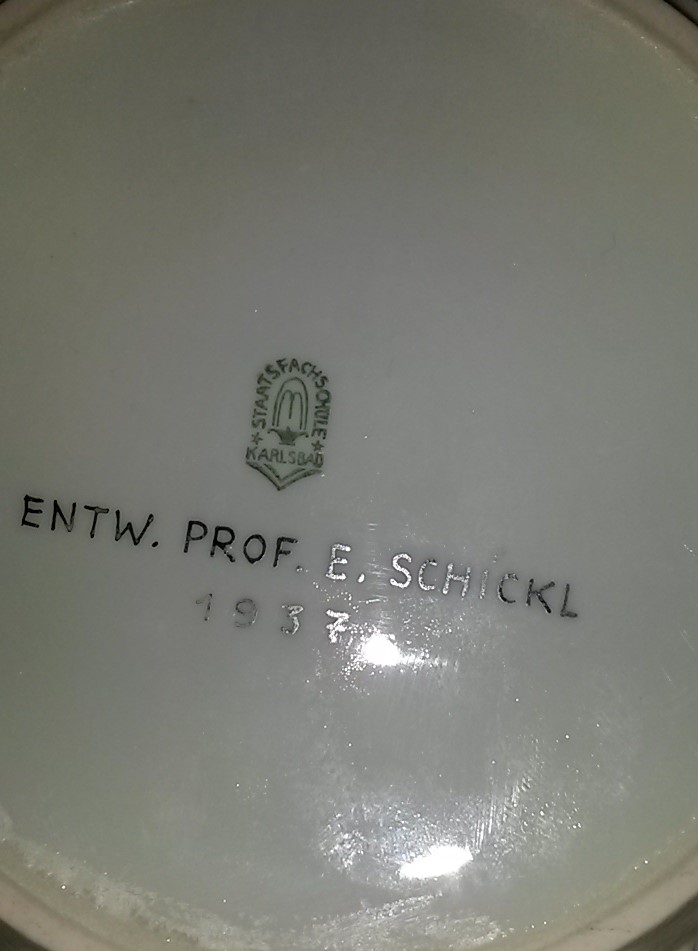 ★ STAATSFACHSCHULE ★
KARLSBAD
ENTW. PROF. E. SCHICKL
1937